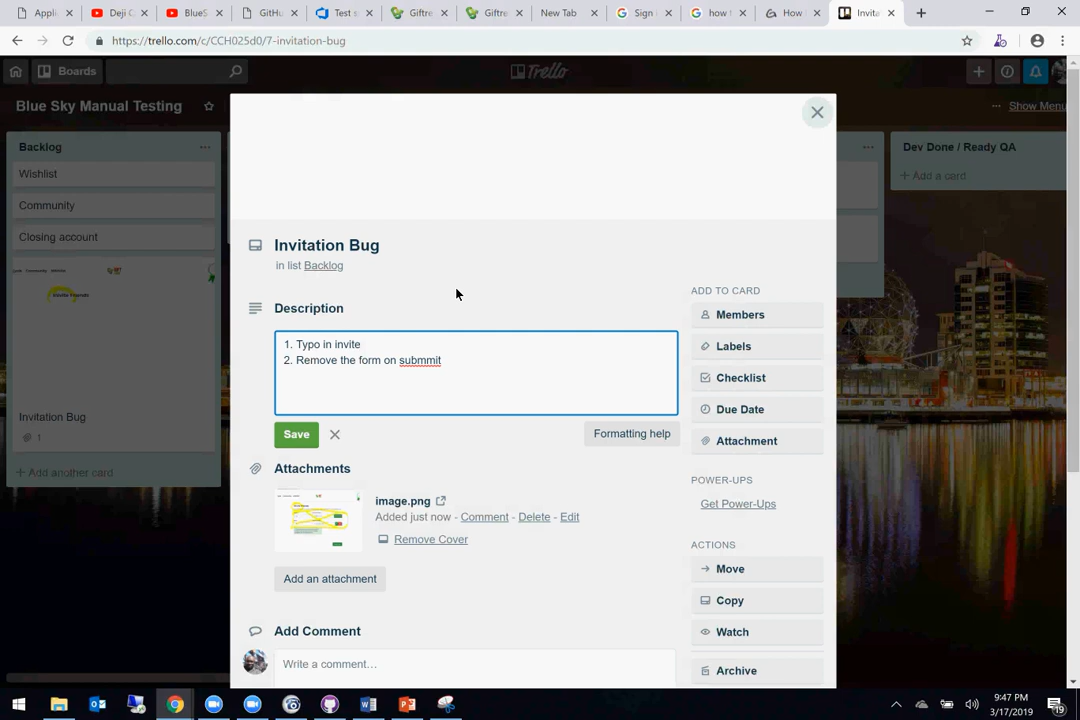 Appli
Deji C
BlueS
GitHu
Test s
Giftre
Giftre
New Tab
Sign i
how t
How
Invita
https://trello.com/c/CCH025d0/7-invitation-bug
Boards
Trello
Blue Sky Manual Testing
Show Menu
Backlog
Wishlist
Community
Closing account
Invite Friends
Invitation Bug
1
+ Add another card
Dev Done / Ready QA
+ Add a card
Invitation Bug
in list Backlog
Description
1. Typo in invite
2. Remove the form on submmit
Save
Formatting help
Attachments
image.png
Added just now - Comment - Delete - Edit
Remove Cover
Add an attachment
Add Comment
Write a comment…
ADD TO CARD
Members
Labels
Checklist
Due Date
Attachment
POWER-UPS
Get Power-Ups
ACTIONS
Move
Copy
Watch
Archive
9:47 PM
3/17/2019
19